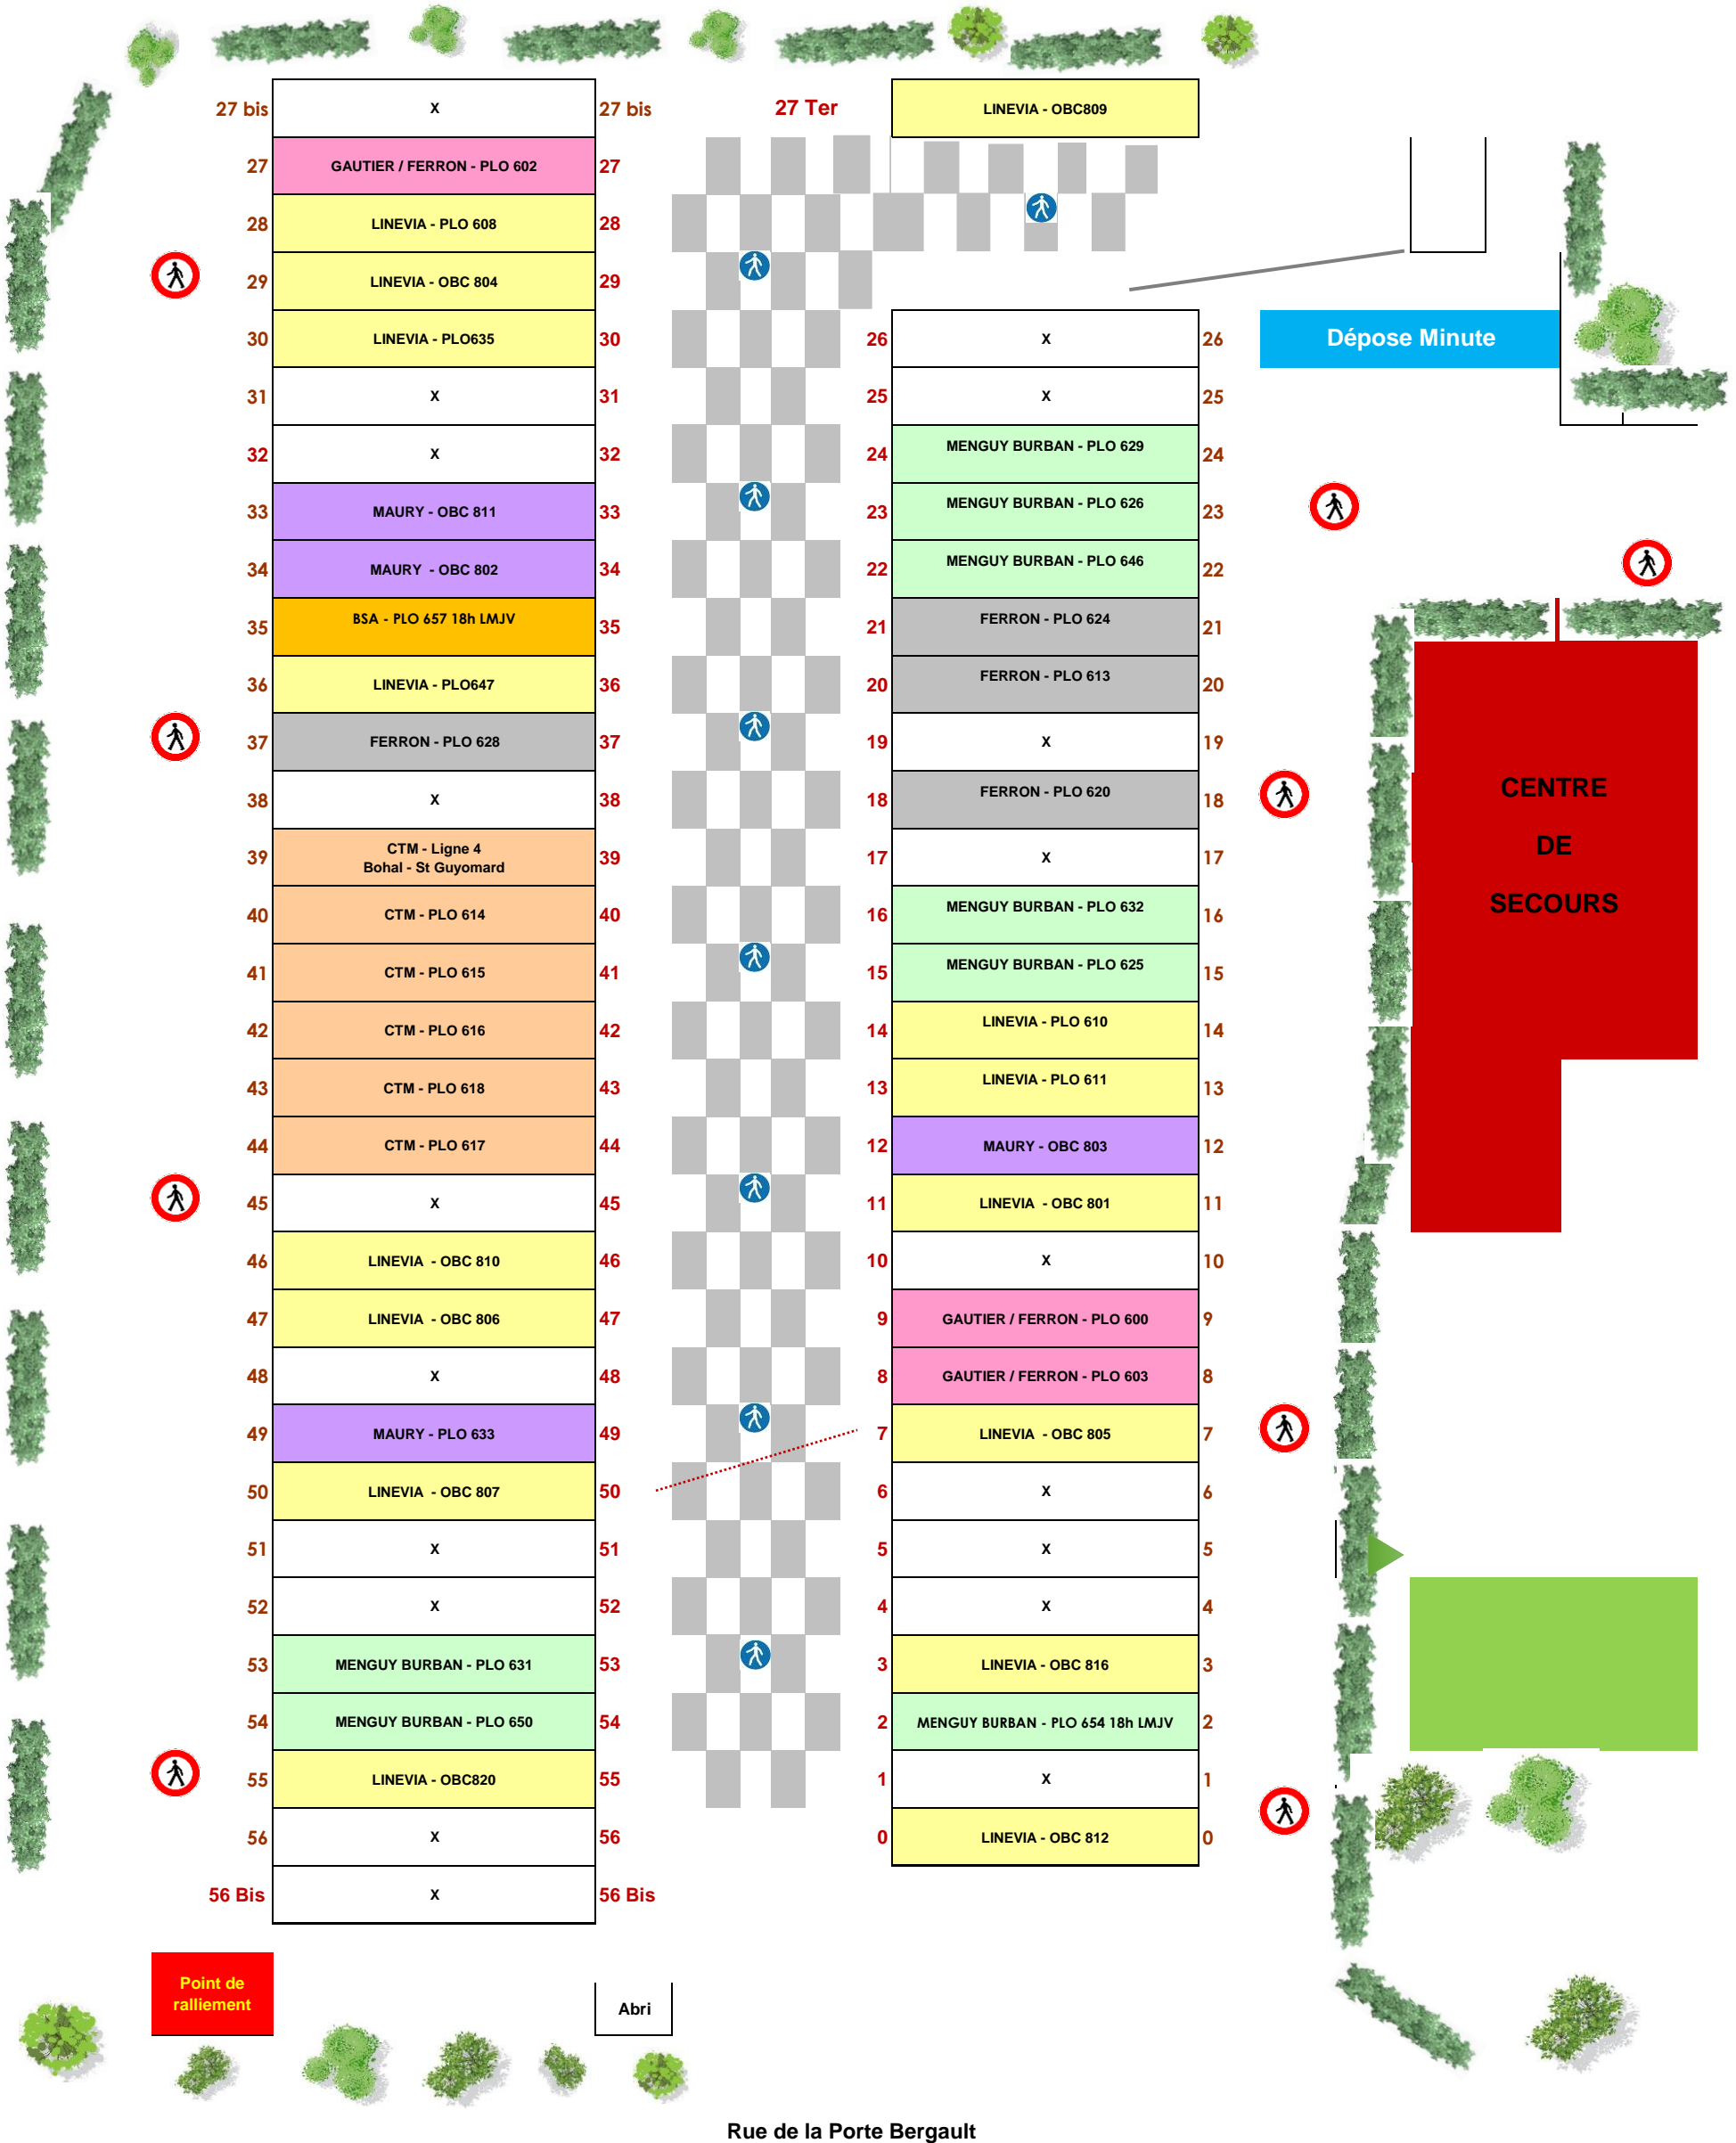 27 bis X 27 bis 27 Ter LINEVIA - OBC809
27 GAUTIER / FERRON - PLO 602 27
28 LINEVIA - PLO 608 28
29 LINEVIA - OBC 804 29
30 LINEVIA - PLO635 30 26 X 26 Dépose Minute
31 X 31 25 X 25
32 X 32 24 MENGUY BURBAN - PLO 629 24
33 MAURY - OBC 811 33 23 MENGUY BURBAN - PLO 626 23
34 MAURY - OBC 802 34 22 MENGUY BURBAN - PLO 646 22
35 BSA - PLO 657 18h LMJV 35 21 FERRON - PLO 624 21
36 LINEVIA - PLO647 36 20 FERRON - PLO 613 20
37 FERRON - PLO 628 37 19 X 19
38 X 38 18 FERRON - PLO 620 18 CENTRE
39 CTM - Ligne 4
Bohal - St Guyomard 39 17 X 17 DE
40 CTM - PLO 614 40 16 MENGUY BURBAN - PLO 632 16 SECOURS
41 CTM - PLO 615 41 15 MENGUY BURBAN - PLO 625 15
42 CTM - PLO 616 42 14 LINEVIA - PLO 610 14
43 CTM - PLO 618 43 13 LINEVIA - PLO 611 13
44 CTM - PLO 617 44 12 MAURY - OBC 803 12
45 X 45 11 LINEVIA - OBC 801 11
46 LINEVIA - OBC 810 46 10 X 10
47 LINEVIA - OBC 806 47 9 GAUTIER / FERRON - PLO 600 9
48 X 48 8 GAUTIER / FERRON - PLO 603 8
49 MAURY - PLO 633 49 7 LINEVIA - OBC 805 7
50 LINEVIA - OBC 807 50 6 X 6
51 X 51 5 X 5
52 X 52 4 X 4
53 MENGUY BURBAN - PLO 631 53 3 LINEVIA - OBC 816 3
54 MENGUY BURBAN - PLO 650 54 2 MENGUY BURBAN - PLO 654 18h LMJV 2
55 LINEVIA - OBC820 55 1 X 1
56 X 56 0 LINEVIA - OBC 812 0
56 Bis X 56 Bis
Point de
ralliement
Abri
Rue de la Porte Bergault